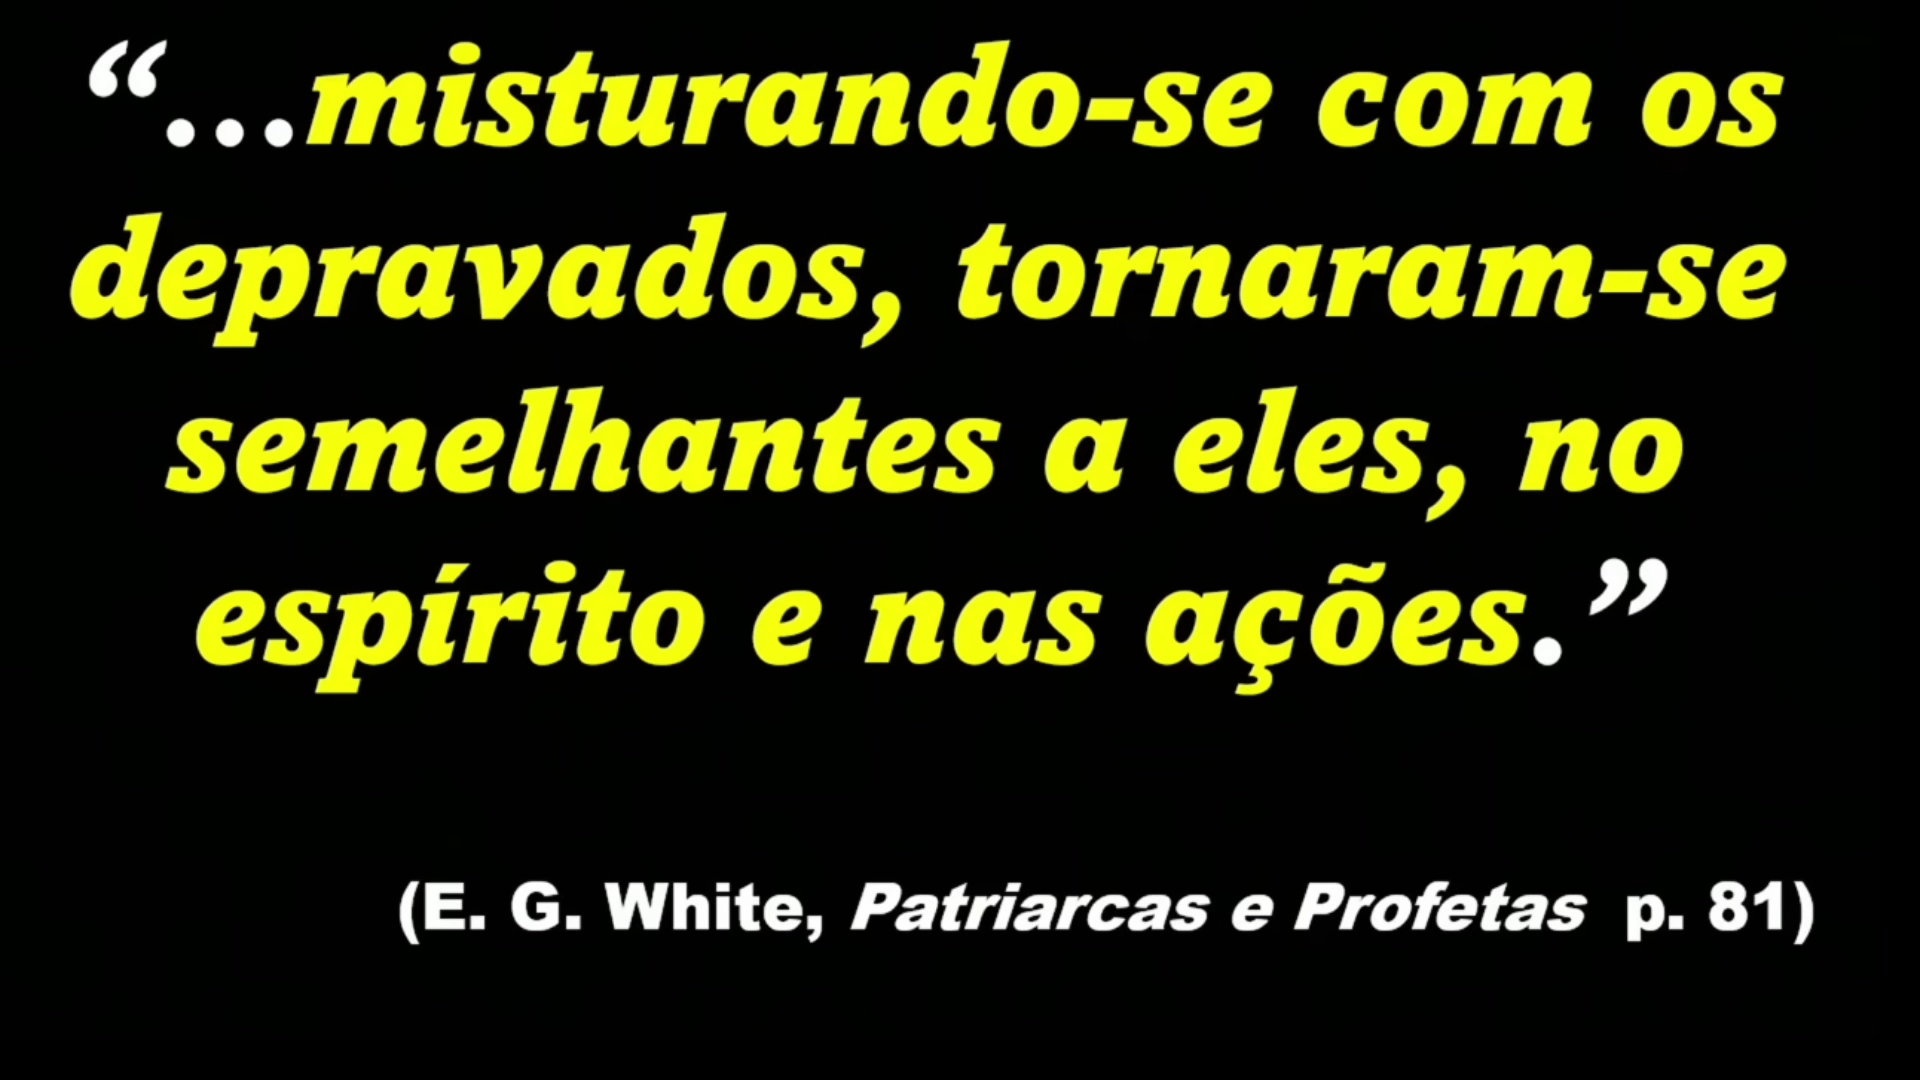 “...misturando-se com os
depravados, tornaram-se
semelhantes a eles, no
espírito e nas ações.”
(E. G. White, Patriarcas e Profetas p. 81)